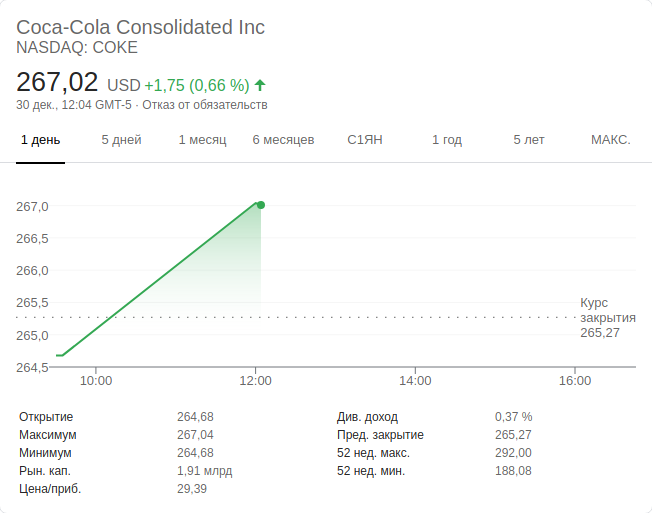 Coca-Cola Consolidated Inc
NASDAQ: COKE
267,02 USD +1,75 (0,66 %)
30 дек., 12:04 GMT-5 · Отказ от обязательств
1 день 5 дней 1 месяц 6 месяцев С1ЯН 1 год 5 лет МАКС.
267,0
266,5
266,0
265,5
265,0
264,5
Курс
закрытия
265,27
10:00 12:00 14:00 16:00
Открытие 264,68 Див. доход 0,37 %
Максимум 267,04 Пред. закрытие 265,27
Минимум 264,68 52 нед. макс. 292,00
Рын. кап. 1,91 млрд 52 нед. мин. 188,08
Цена/приб. 29,39